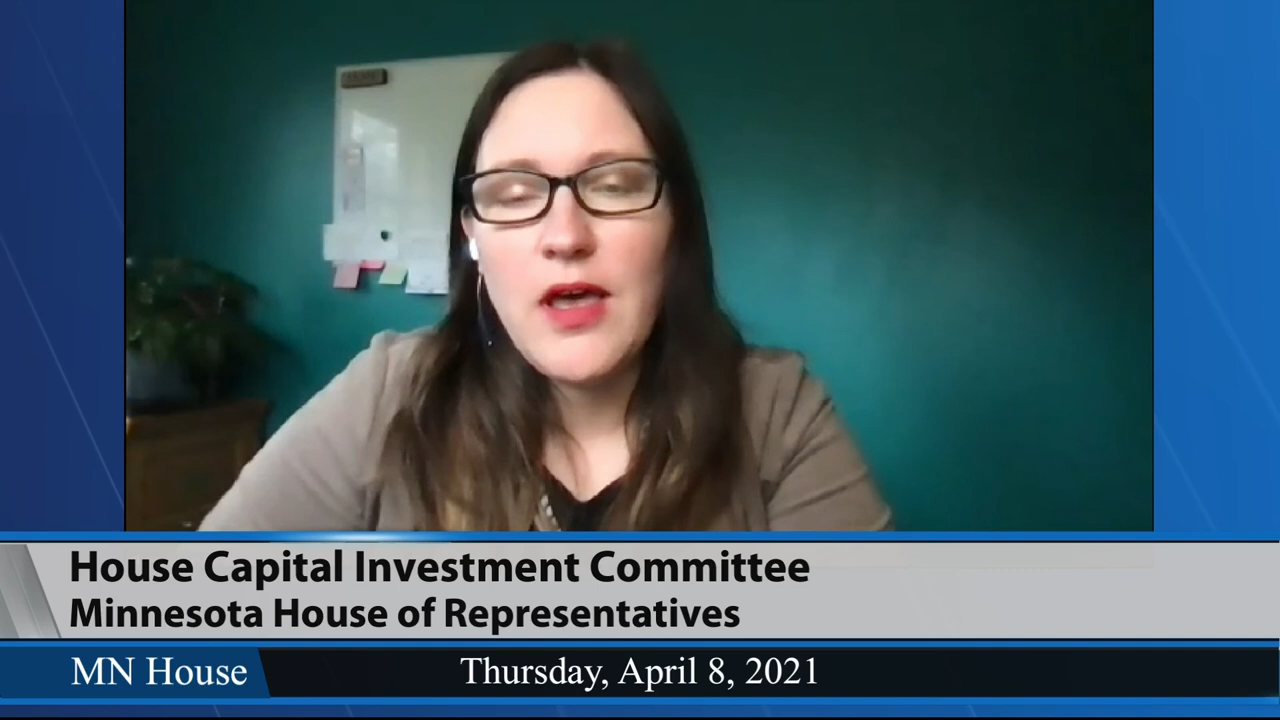 House Capital Investment Committee
Minnesota House of Representatives
MN House
Thursday, April 8, 2021